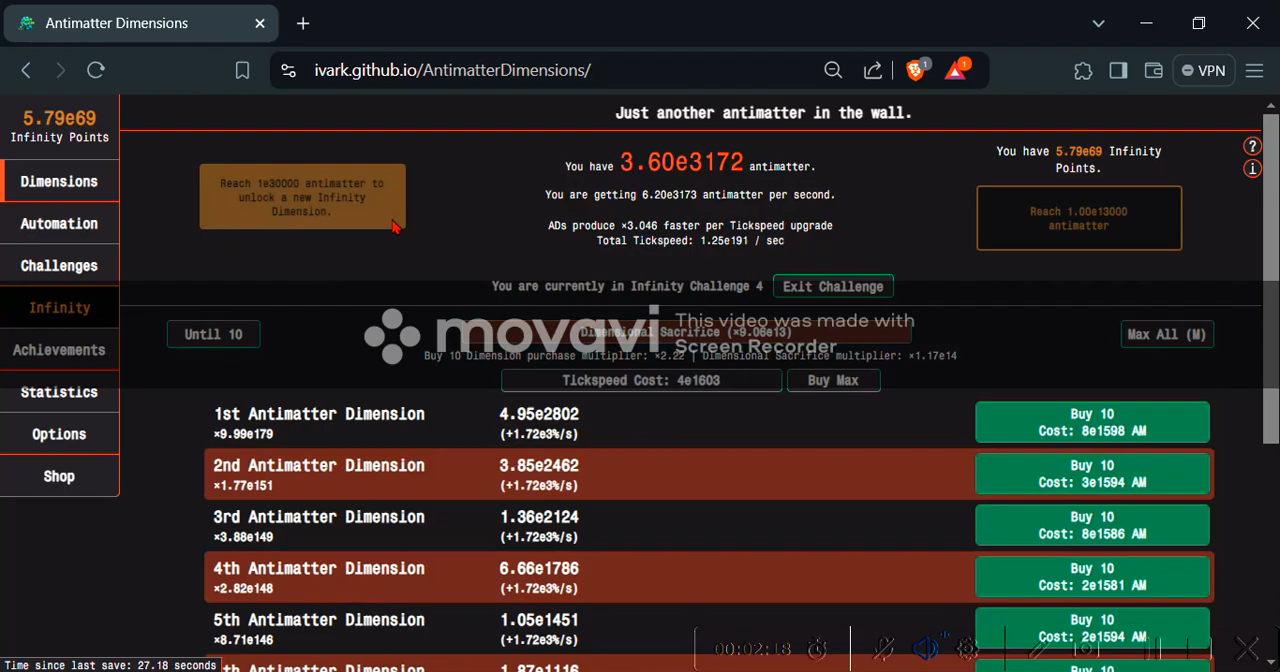 Antimatter Dimensions
ivark.github.io/AntimatterDimensions/
1
1
VPN
5.79e69
Infinity Points
Dimensions
Automation
Challenges
Infinity
Achievements
Statistics
Options
Shop
Just another antimatter in the wall.
Reach 1e30000 antimatter to
unlock a new Infinity
Dimension.
You have 3.60e3172 antimatter.
You are getting 6.20e3173 antimatter per second.
ADs produce ×3.046 faster per Tickspeed upgrade
Total Tickspeed: 1.25e191 / sec
You have 5.79e69 Infinity
Points.
Reach 1.00e13000
antimatter
?
i
You are currently in Infinity Challenge 4 Exit Challenge
Until 10
Dimensional Sacrifice (×9.06e13)
Max All (M)
movavi
This video was made with
Screen Recorder
Buy 10 Dimension purchase multiplier: ×2.22 | Dimensional Sacrifice multiplier: ×1.17e14
Tickspeed Cost: 4e1603 Buy Max
1st Antimatter Dimension 4.95e2802 Buy 10
×9.99e179 (+1.72e3%/s) Cost: 8e1598 AM
2nd Antimatter Dimension 3.85e2462 Buy 10
×1.77e151 (+1.72e3%/s) Cost: 3e1594 AM
3rd Antimatter Dimension 1.36e2124 Buy 10
×3.88e149 (+1.72e3%/s) Cost: 8e1586 AM
4th Antimatter Dimension 6.66e1786 Buy 10
×2.82e148 (+1.72e3%/s) Cost: 2e1581 AM
5th Antimatter Dimension 1.05e1451 Buy 10
×8.71e146 (+1.72e3%/s) Cost: 2e1594 AM
00:02:18
Time since last save: 27.18 seconds
Antimatter Dimension 1.87e1116 Buy 10